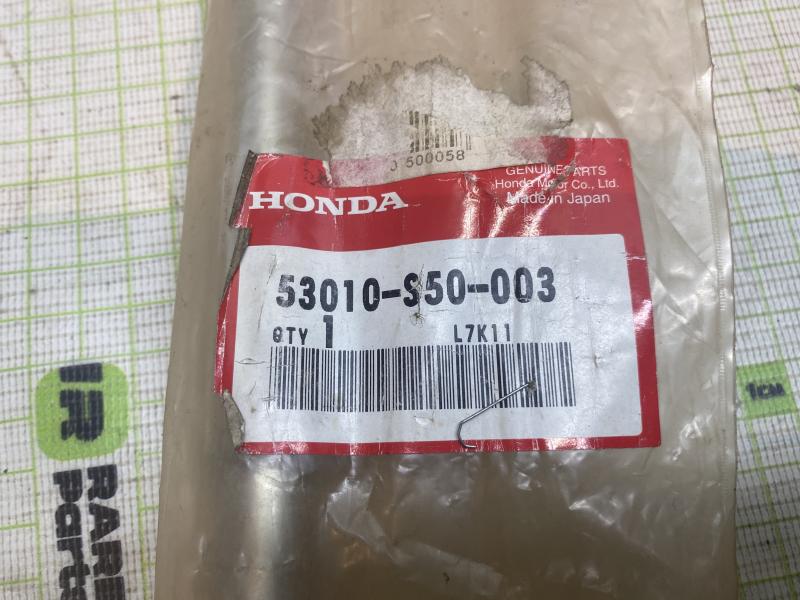 J 500058
HONDA
GENUINE PARTS
Honda Motor Co., Ltd.
Made in Japan
53010-S50-003
QTY 1
L7K11
1CM
IR
RARE
Parts